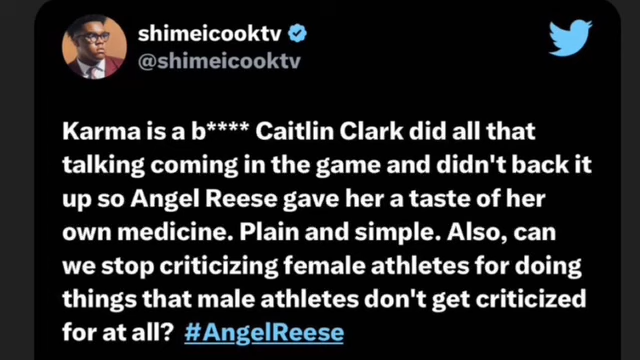 shimeicooktv
@shimeicooktv
Karma is a b**** Caitlin Clark did all that
talking coming in the game and didn't back it
up so Angel Reese gave her a taste of her
own medicine. Plain and simple. Also, can
we stop criticizing female athletes for doing
things that male athletes don't get criticized
for at all? #AngelReese